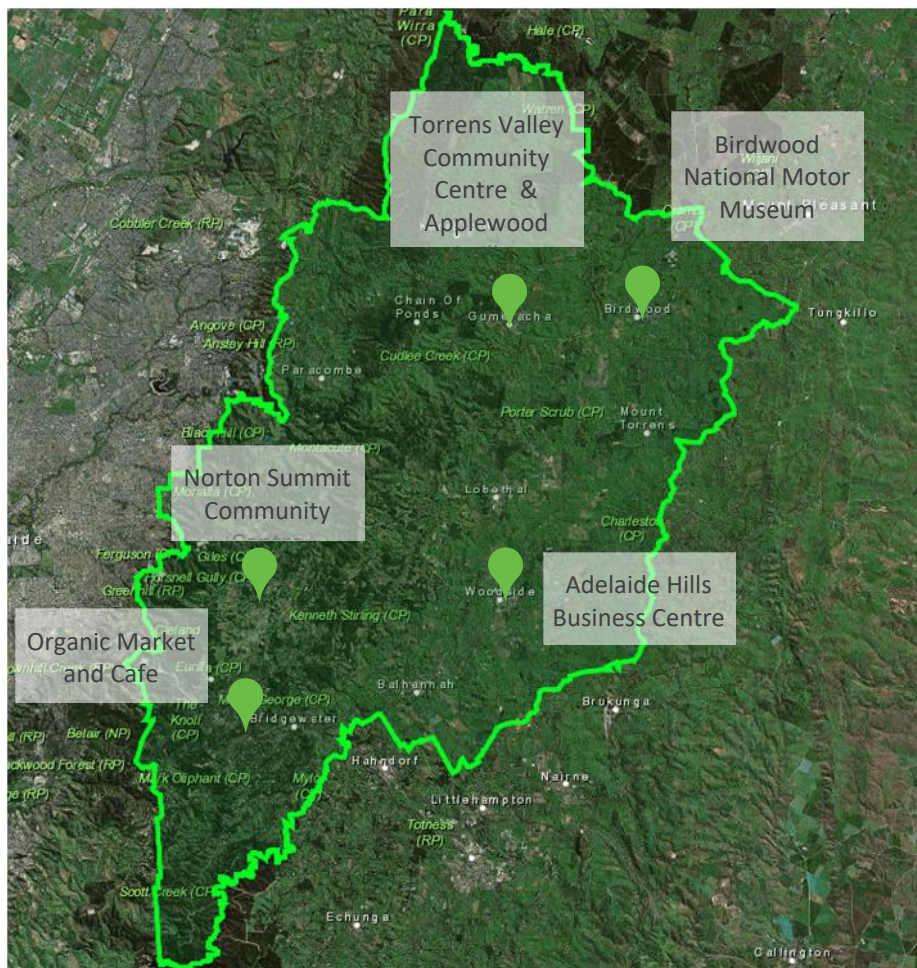 Para
Wirra
(CP)
Hale (CP)
Warren (CP)
Torrens Valley
Community
Centre &
Applewood
Birdwood
National Motor
Museum
Mount Pleasant
Cobbler Creek (RP)
Chain Of
Ponds
Gumeracha
Birdwood
Tungkillo
Angove (CP)
Anstey Hill (RP)
Cudlee Creek (CP)
Paracombe
Porter Scrub (CP)
Mount
Torrens
Black Hill (CP)
Montacute (CP)
Norton Summit
Community
Lobethal
Charleston
(CP)
Giles (CP)
Horsnell Gully (CP)
Greenhill (RP)
Woodside
Adelaide Hills
Business Centre
Kenneth Stirling (CP)
Cleland
Organic Market
and Cafe
Eurilla (CP)
Balhannah
George (CP)
The
Knoll
(CP)
Bridgewater
Brukunga
Belair (NP)
Hahndorf
Mark Oliphant (CP)
Mylor
(CP)
Nairne
Littlehampton
Totness
(RP)
Scott Creek (CP)
Echunga
Callington